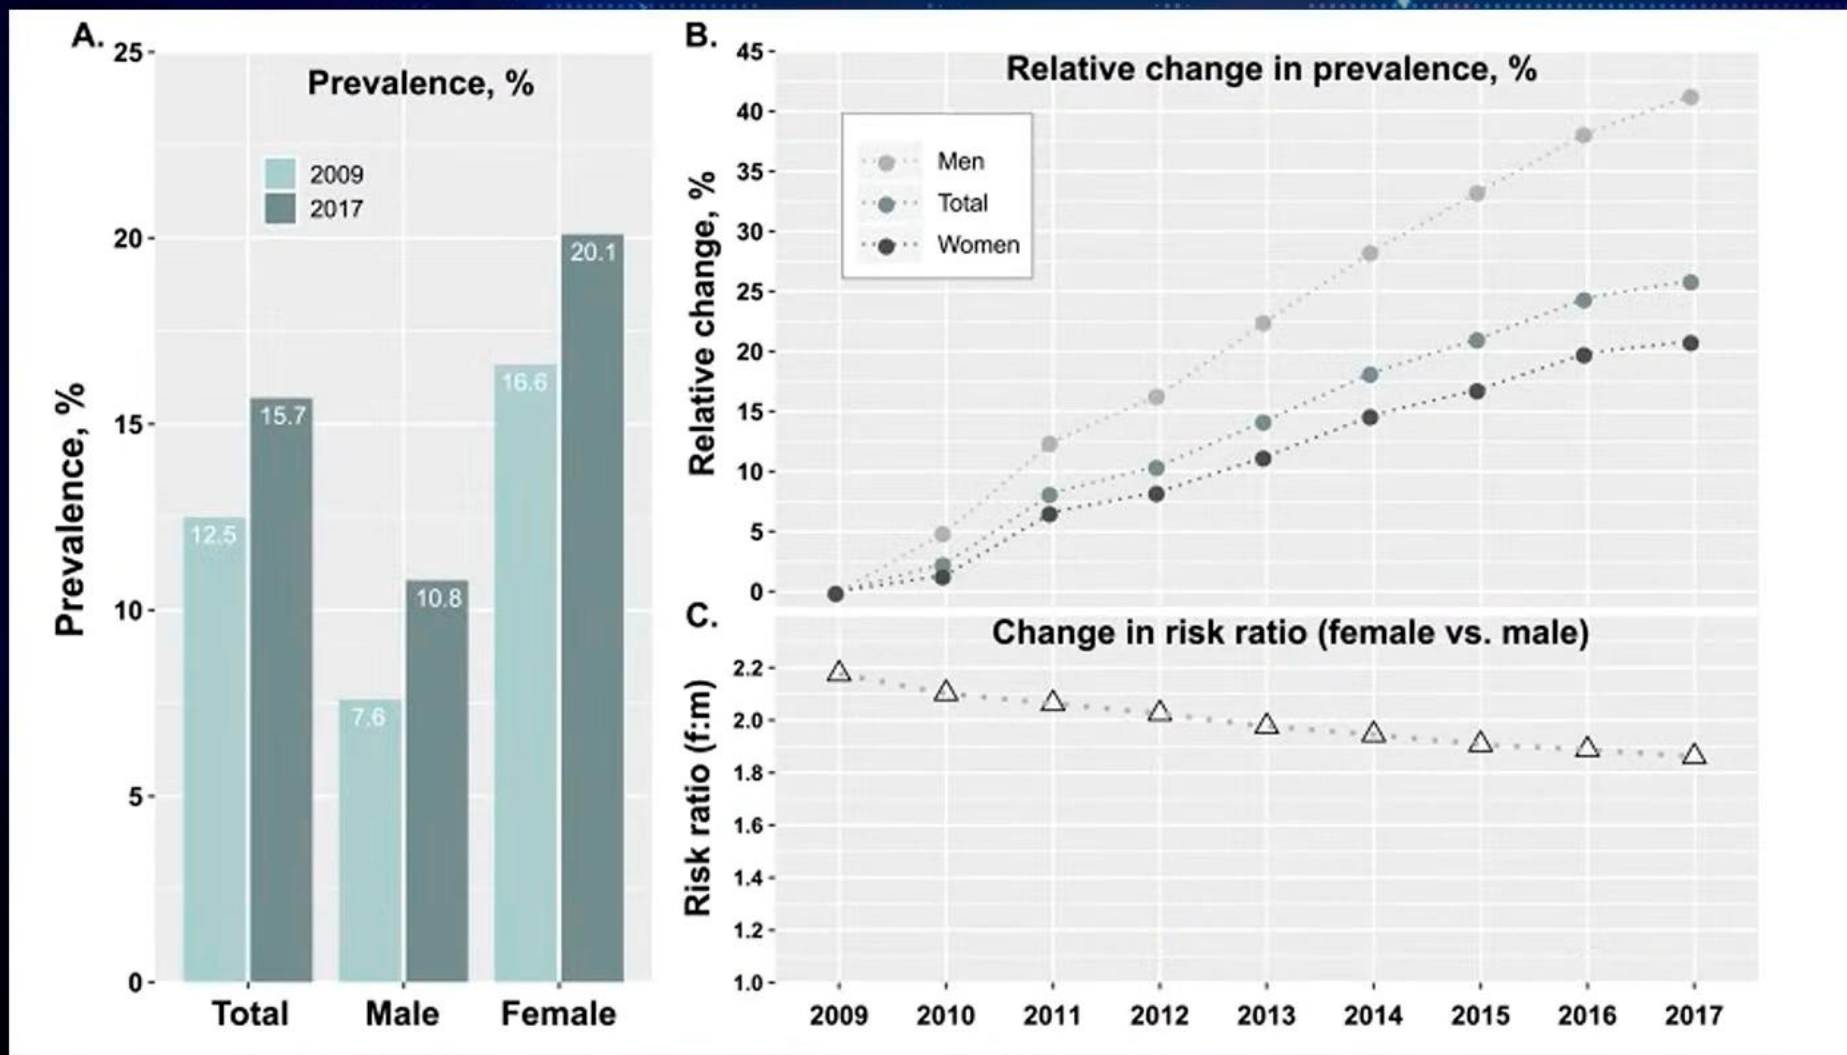 A.
Prevalence, %
2009
2017
Prevalence, %
25
20
15
10
5
0
12.5
15.7
7.6
10.8
16.6
20.1
Total
Male
Female
B.
Relative change in prevalence, %
Men
Total
Women
Relative change, %
45
40
35
30
25
20
15
10
5
0
C.
Change in risk ratio (female vs. male)
Risk ratio (f:m)
2.2
2.0
1.8
1.6
1.4
1.2
1.0
2009
2010
2011
2012
2013
2014
2015
2016
2017